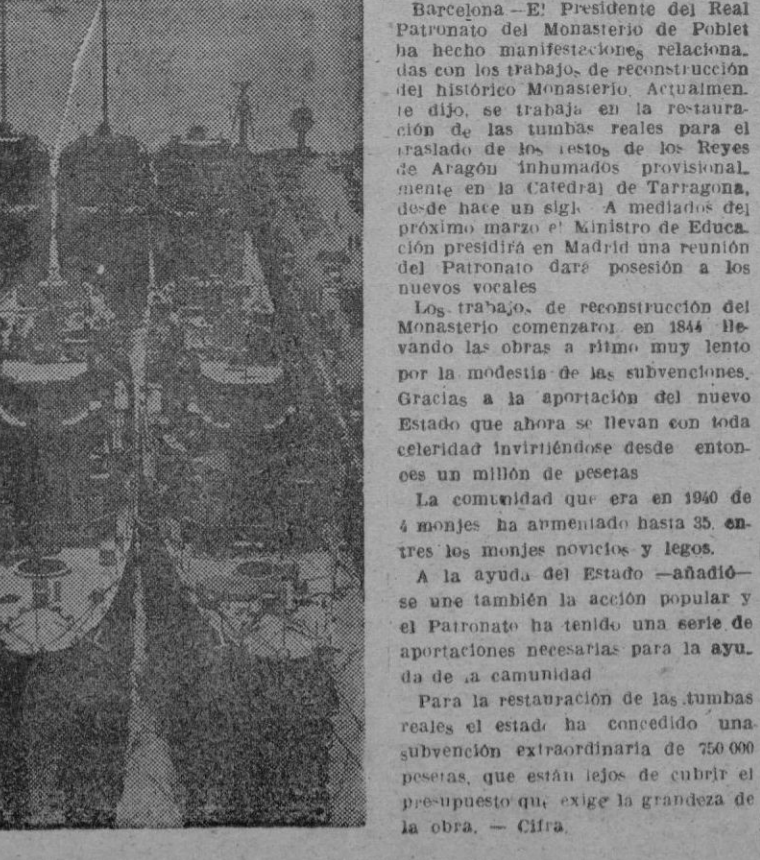 Barcelona —El Presidente del Real
Patronato del Monasterio de Poblet
ha hecho manifestaciones relaciona-
das con los trabajos de reconstrucción
del histórico Monasterio. Actualmen-
te dijo, se trabaja en la restaura-
ción de las tumbas reales para el
traslado de los restos de los Reyes
de Aragón inhumados provisional-
mente en la Catedral de Tarragona,
desde hace un siglo A mediados del
próximo marzo el Ministro de Educa-
ción presidirá en Madrid una reunión
del Patronato dará posesión a los
nuevos vocales
Los trabajos de reconstrucción del
Monasterio comenzaron en 1844 lle-
vando las obras a ritmo muy lento
por la modestia de las subvenciones.
Gracias a la aportación del nuevo
Estado que ahora se llevan con toda
celeridad invirtiéndose desde enton-
ces un millón de pesetas
La comunidad que era en 1940 de
4 monjes ha aumentado hasta 35, en-
tres los monjes novicios y legos.
A la ayuda del Estado —añadió—
se une también la acción popular y
el Patronato ha tenido una serie de
aportaciones necesarias para la ayu-
da de la camunidad
Para la restauración de las tumbas
reales el estado ha concedido una
subvención extraordinaria de 750 000
pesetas, que están lejos de cubrir el
presupuesto que exige la grandeza de
la obra. — Cifra.